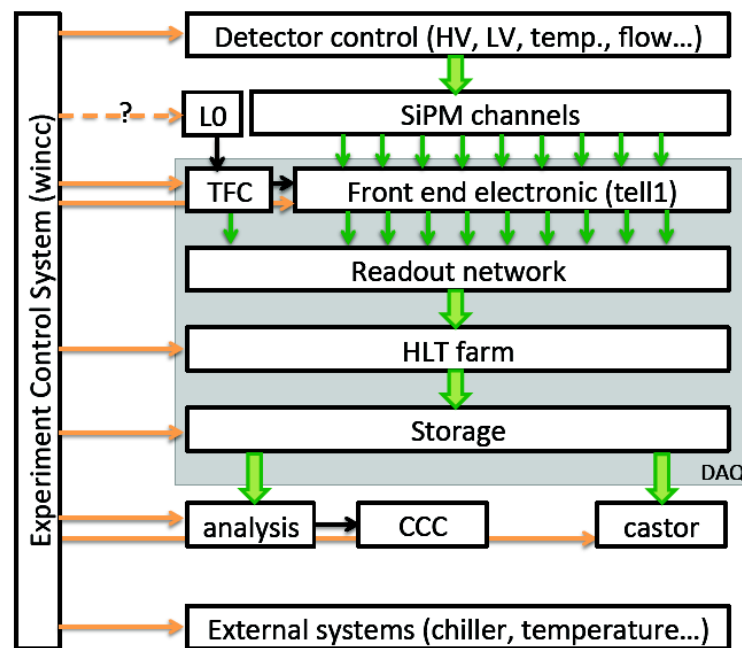 Experiment Control System (wincc)
Detector control (HV, LV, temp., flow...)
?
L0
SiPM channels
TFC
Front end electronic (tell1)
Readout network
HLT farm
Storage
DAQ
analysis
CCC
castor
External systems (chiller, temperature...)